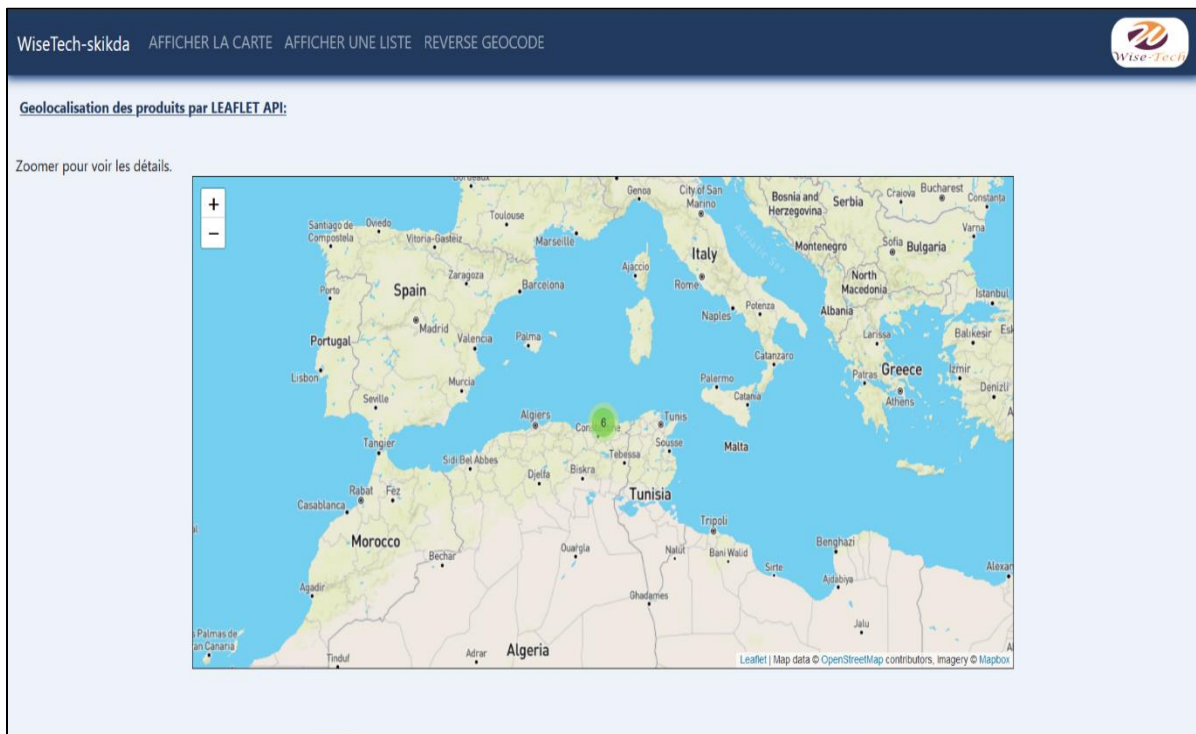 WiseTech-skikda AFFICHER LA CARTE AFFICHER UNE LISTE REVERSE GEOCODE
Wise-Tech
Geolocalisation des produits par LEAFLET API:
Zoomer pour voir les détails.
+
−
Genoa
City of San
Marino
Bosnia and
Herzegovina
Serbia
Craiova
Bucharest
Constanta
Santiago de
Compostela
Oviedo
Vitoria-Gasteiz
Toulouse
Marseille
Adriatic Sea
Montenegro
Sofia
Bulgaria
Varna
Italy
Zaragoza
Barcelona
Ajaccio
Rome
North
Macedonia
Istanbul
Porto
Spain
Madrid
Naples
Potenza
Albania
Portugal
Valencia
Palma
Larissa
Balıkesir
Catanzaro
Lisbon
Murcia
Palermo
Patras
Greece
Izmir
Denizli
Seville
Catania
Athens
Algiers
6
Tunis
Tangier
Sousse
Malta
Sidi Bel Abbes
Tebessa
Djelfa
Biskra
Rabat
Fez
Tunisia
Casablanca
Tripoli
Morocco
Bechar
Ouargla
Nalut
Bani Walid
Benghazi
Sirte
Ajdabiya
Agadir
Ghadames
Jalu
Tinduf
Adrar
Algeria
Leaflet | Map data © OpenStreetMap contributors, Imagery © Mapbox